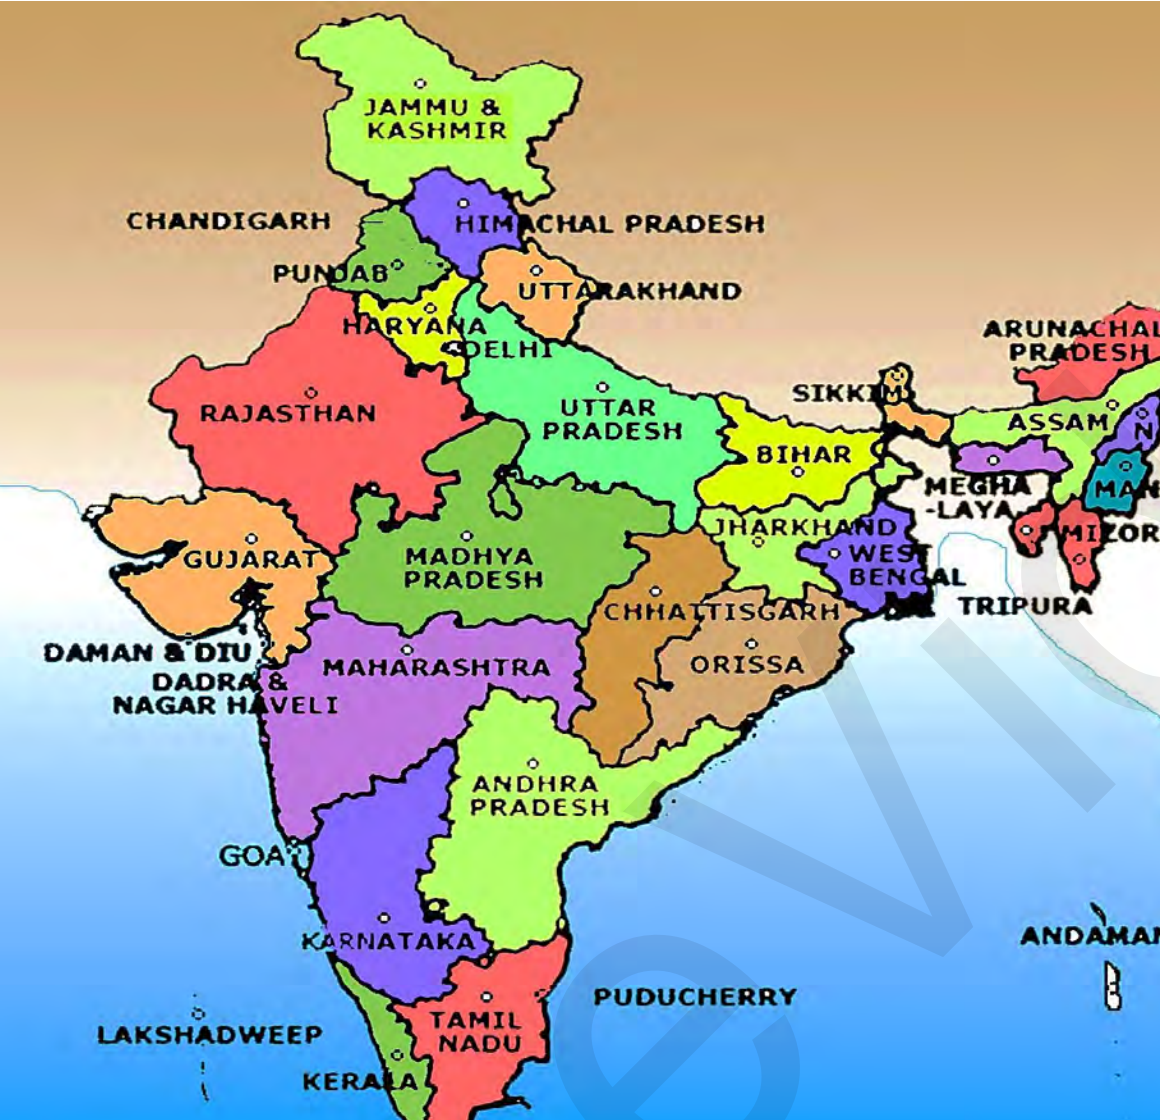 JAMMU &
KASHMIR
CHANDIGARH
HIMACHAL PRADESH
PUNJAB
UTTARAKHAND
HARYANA
DELHI
ARUNACHAL
PRADESH
SIKKIM
RAJASTHAN
UTTAR
PRADESH
ASSAM
N
BIHAR
MEGHA
-LAYA
MAN
JHARKHAND
MIZOR
GUJARAT
MADHYA
PRADESH
WEST
BENGAL
CHHATTISGARH
TRIPURA
DAMAN & DIU
MAHARASHTRA
ORISSA
DADRA &
NAGAR HAVELI
ANDHRA
PRADESH
GOA
KARNATAKA
ANDAMAN
PUDUCHERRY
TAMIL
NADU
LAKSHADWEEP
KERALA